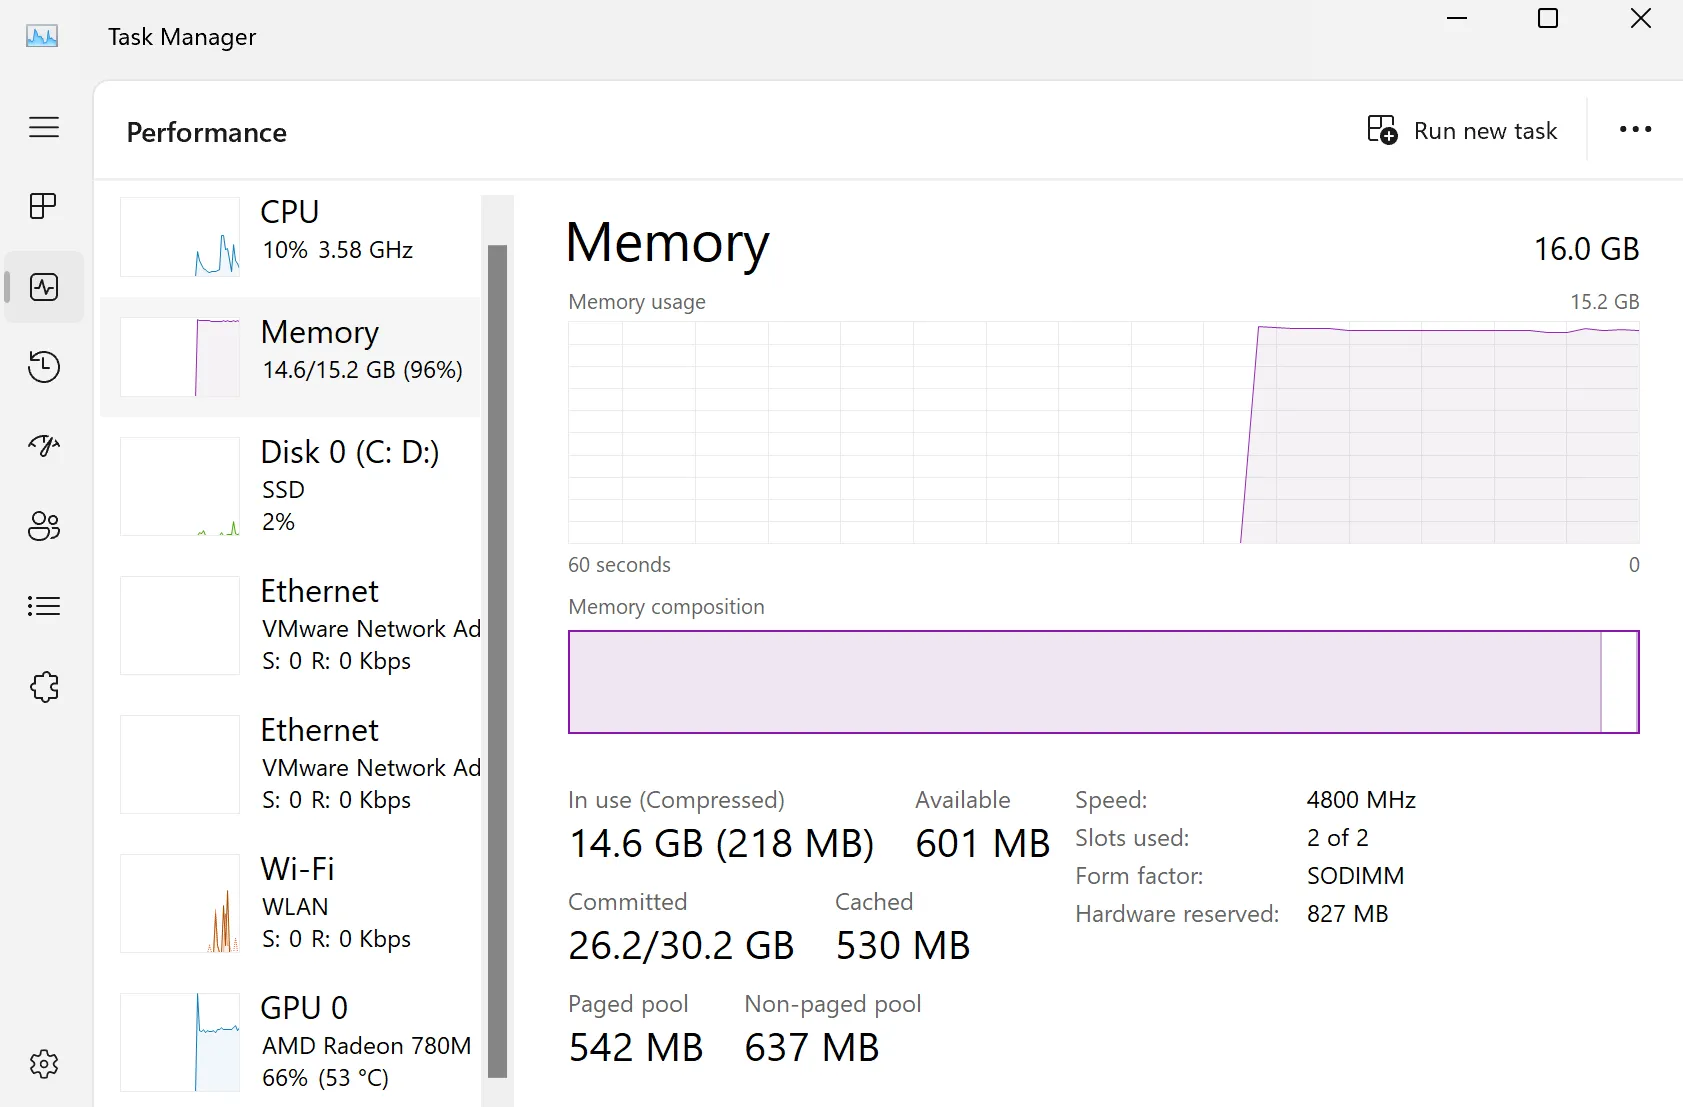 Task Manager
Performance
Run new task
CPU
10% 3.58 GHz
Memory
14.6/15.2 GB (96%)
Disk 0 (C: D:)
SSD
2%
Ethernet
VMware Network Ad
S: 0 R: 0 Kbps
Ethernet
VMware Network Ad
S: 0 R: 0 Kbps
Wi-Fi
WLAN
S: 0 R: 0 Kbps
GPU 0
AMD Radeon 780M
66% (53 °C)
Memory
16.0 GB
Memory usage
15.2 GB
60 seconds
0
Memory composition
In use (Compressed)
14.6 GB (218 MB)
Available
601 MB
Committed
26.2/30.2 GB
Cached
530 MB
Paged pool
542 MB
Non-paged pool
637 MB
Speed: 4800 MHz
Slots used: 2 of 2
Form factor: SODIMM
Hardware reserved: 827 MB